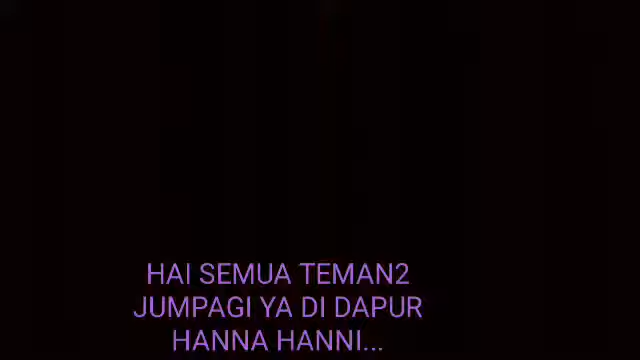 HAI SEMUA TEMAN2
JUMPAGI YA DI DAPUR
HANNA HANNI...